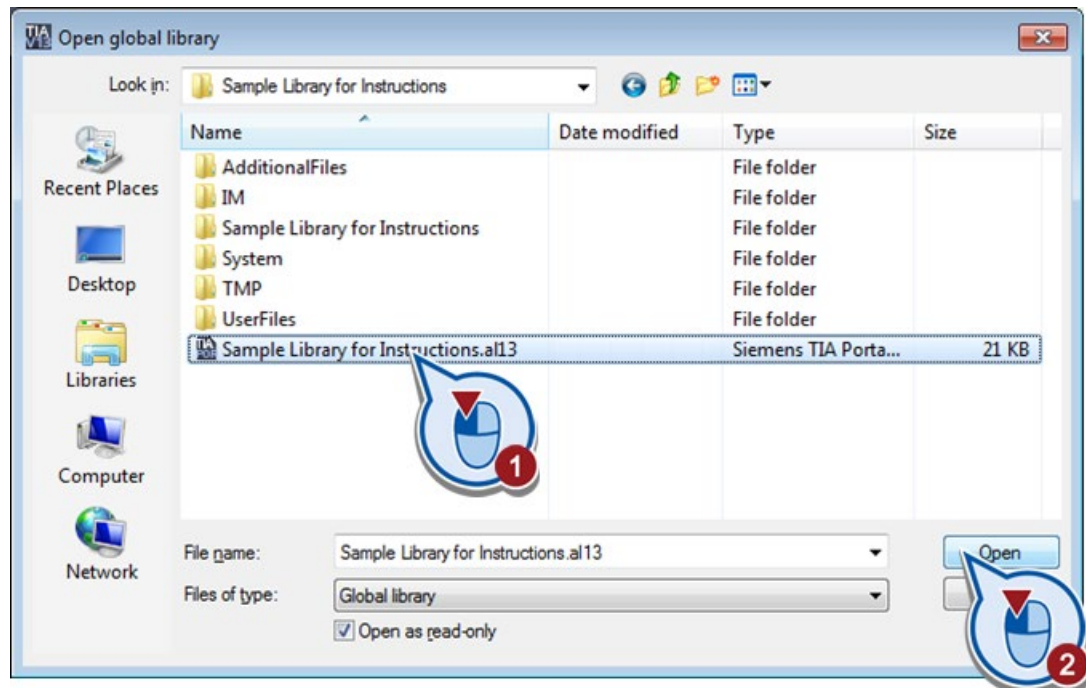 Open global library
Look in: Sample Library for Instructions
Name Date modified Type Size
AdditionalFiles File folder
IM File folder
Sample Library for Instructions File folder
System File folder
TMP File folder
UserFiles File folder
Sample Library for Instructions.al13 Siemens TIA Porta... 21 KB
Recent Places
Desktop
Libraries
Computer
Network
1
File name: Sample Library for Instructions.al13 Open
Files of type: Global library
Open as read-only
2